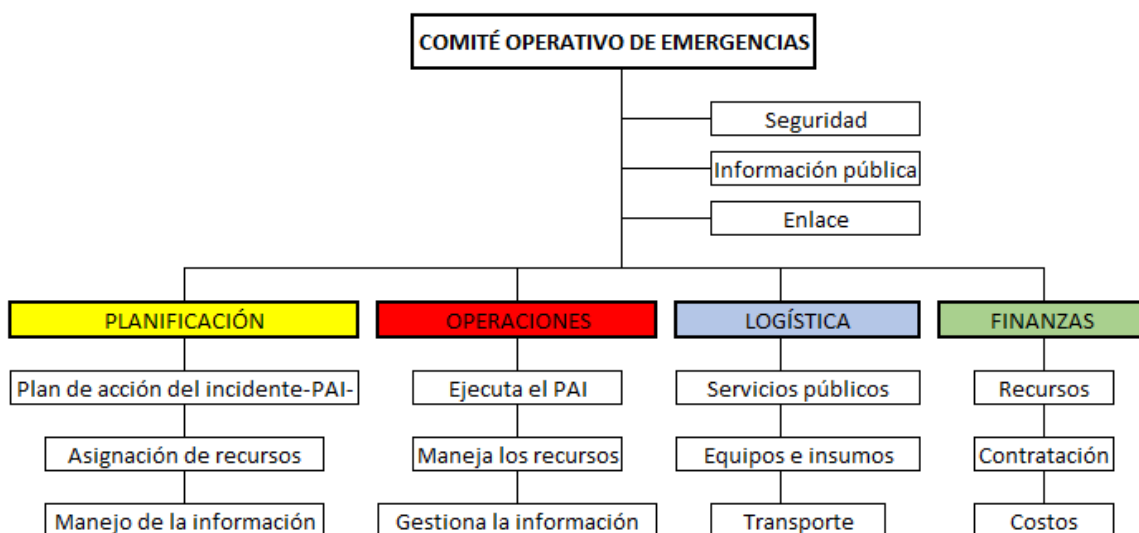 COMITÉ OPERATIVO DE EMERGENCIAS
Seguridad
Información pública
Enlace
PLANIFICACIÓN
OPERACIONES
LOGÍSTICA
FINANZAS
Plan de acción del incidente-PAI-
Ejecuta el PAI
Servicios públicos
Recursos
Asignación de recursos
Maneja los recursos
Equipos e insumos
Contratación
Manejo de la información
Gestiona la información
Transporte
Costos